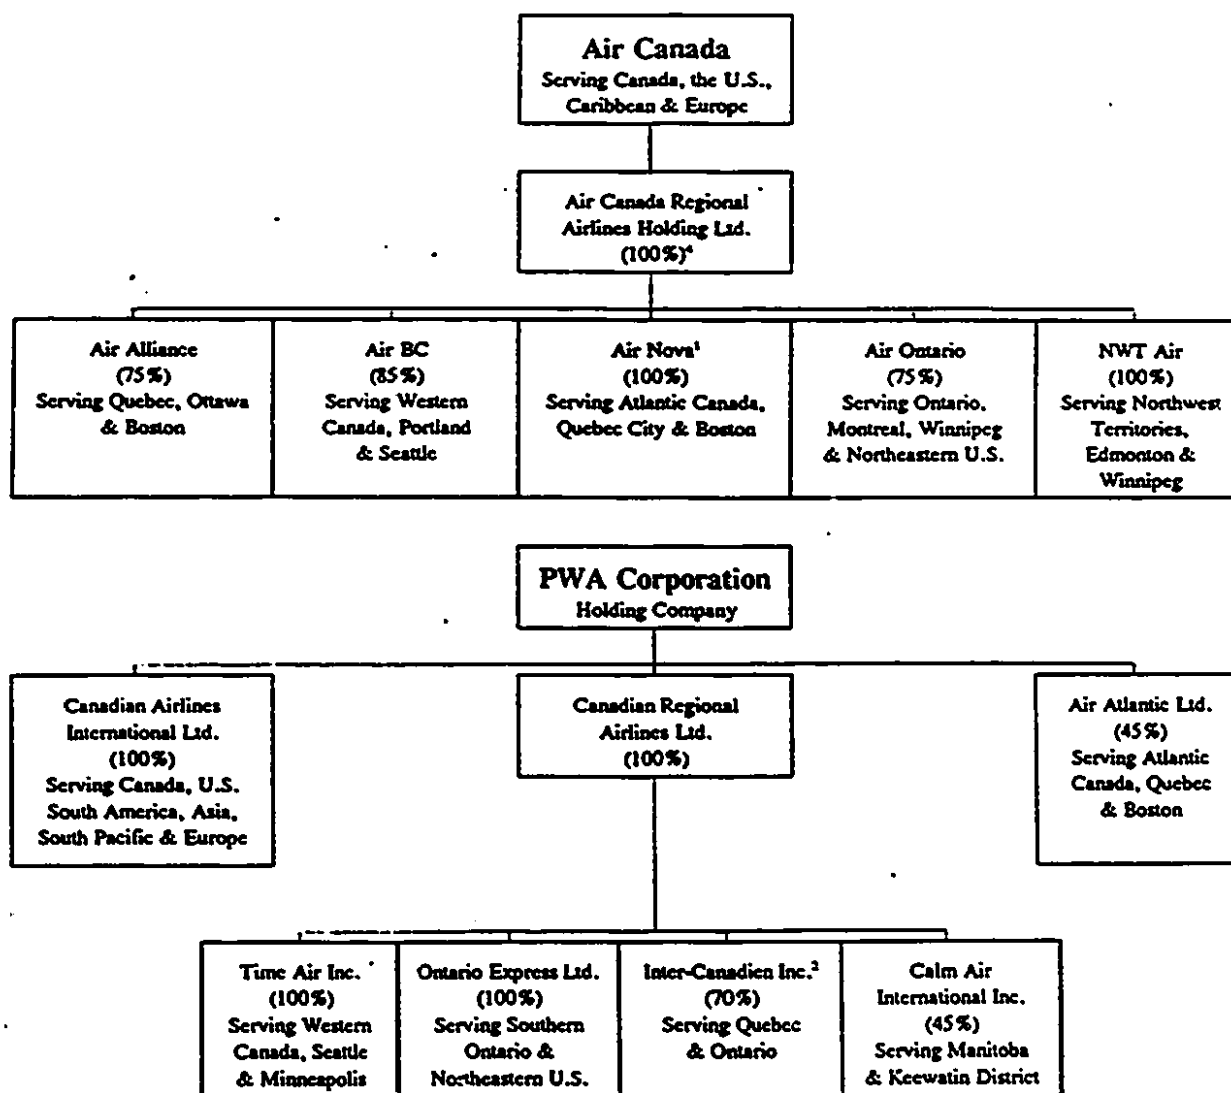 Air Canada
Serving Canada, the U.S.,
Caribbean & Europe
Air Canada Regional
Airlines Holding Ltd.
(100%)⁴
Air Alliance
(75%)
Serving Quebec, Ottawa
& Boston
Air BC
(85%)
Serving Western
Canada, Portland
& Seattle
Air Nova¹
(100%)
Serving Atlantic Canada,
Quebec City & Boston
Air Ontario
(75%)
Serving Ontario,
Montreal, Winnipeg
& Northeastern U.S.
NWT Air
(100%)
Serving Northwest
Territories,
Edmonton &
Winnipeg
PWA Corporation
Holding Company
Canadian Airlines
International Ltd.
(100%)
Serving Canada, U.S.
South America, Asia,
South Pacific & Europe
Canadian Regional
Airlines Ltd.
(100%)
Air Atlantic Ltd.
(45%)
Serving Atlantic
Canada, Quebec
& Boston
Time Air Inc.
(100%)
Serving Western
Canada, Seattle
& Minneapolis
Ontario Express Ltd.
(100%)
Serving Southern
Ontario &
Northeastern U.S.
Inter-Canadien Inc.²
(70%)
Serving Quebec
& Ontario
Calm Air
International Inc.
(45%)
Serving Manitoba
& Keewatin District